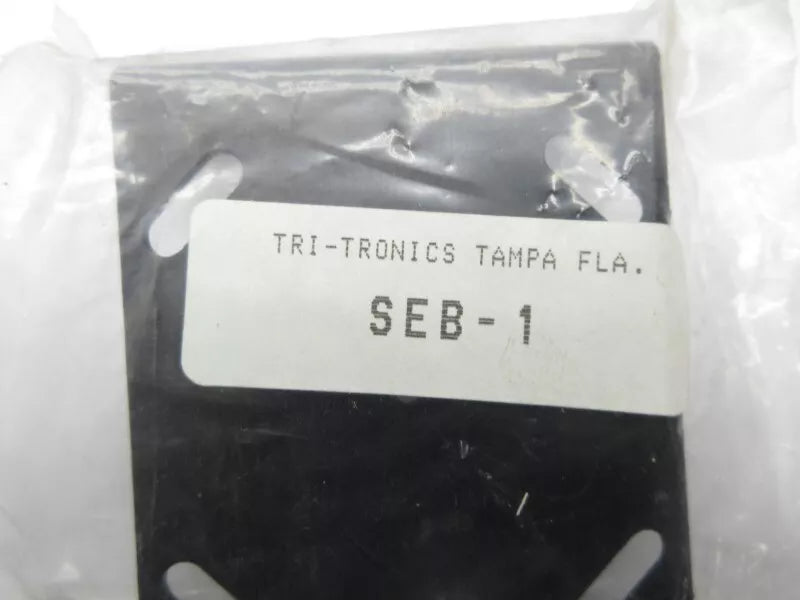 TRI-TRONICS TAMPA FLA.
SEB-1